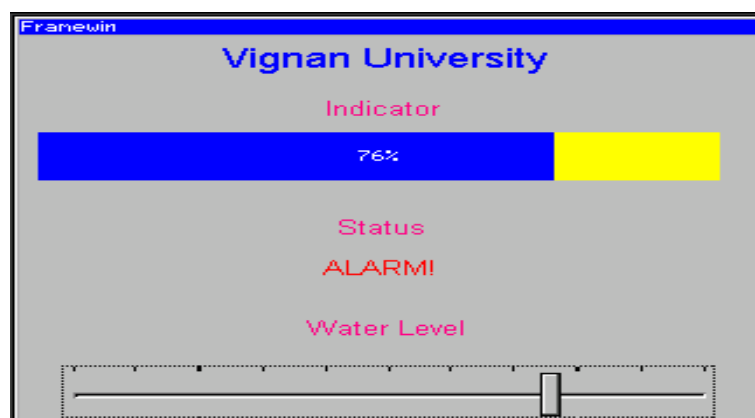 Framewin
Vignan University
Indicator
76%
Status
ALARM!
Water Level